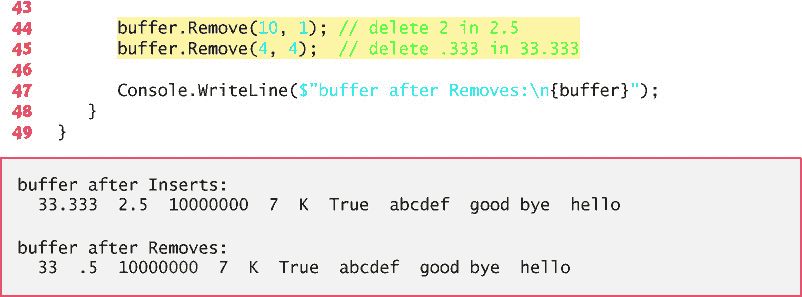 43
44 buffer.Remove(10, 1); // delete 2 in 2.5
45 buffer.Remove(4, 4);  // delete .333 in 33.333
46
47 Console.WriteLine($”buffer after Removes:\n{buffer}");
48 }
49 }
buffer after Inserts:
33.333  2.5  10000000  7  K  True  abcdef  good bye  hello
buffer after Removes:
33  .5  10000000  7  K  True  abcdef  good bye  hello